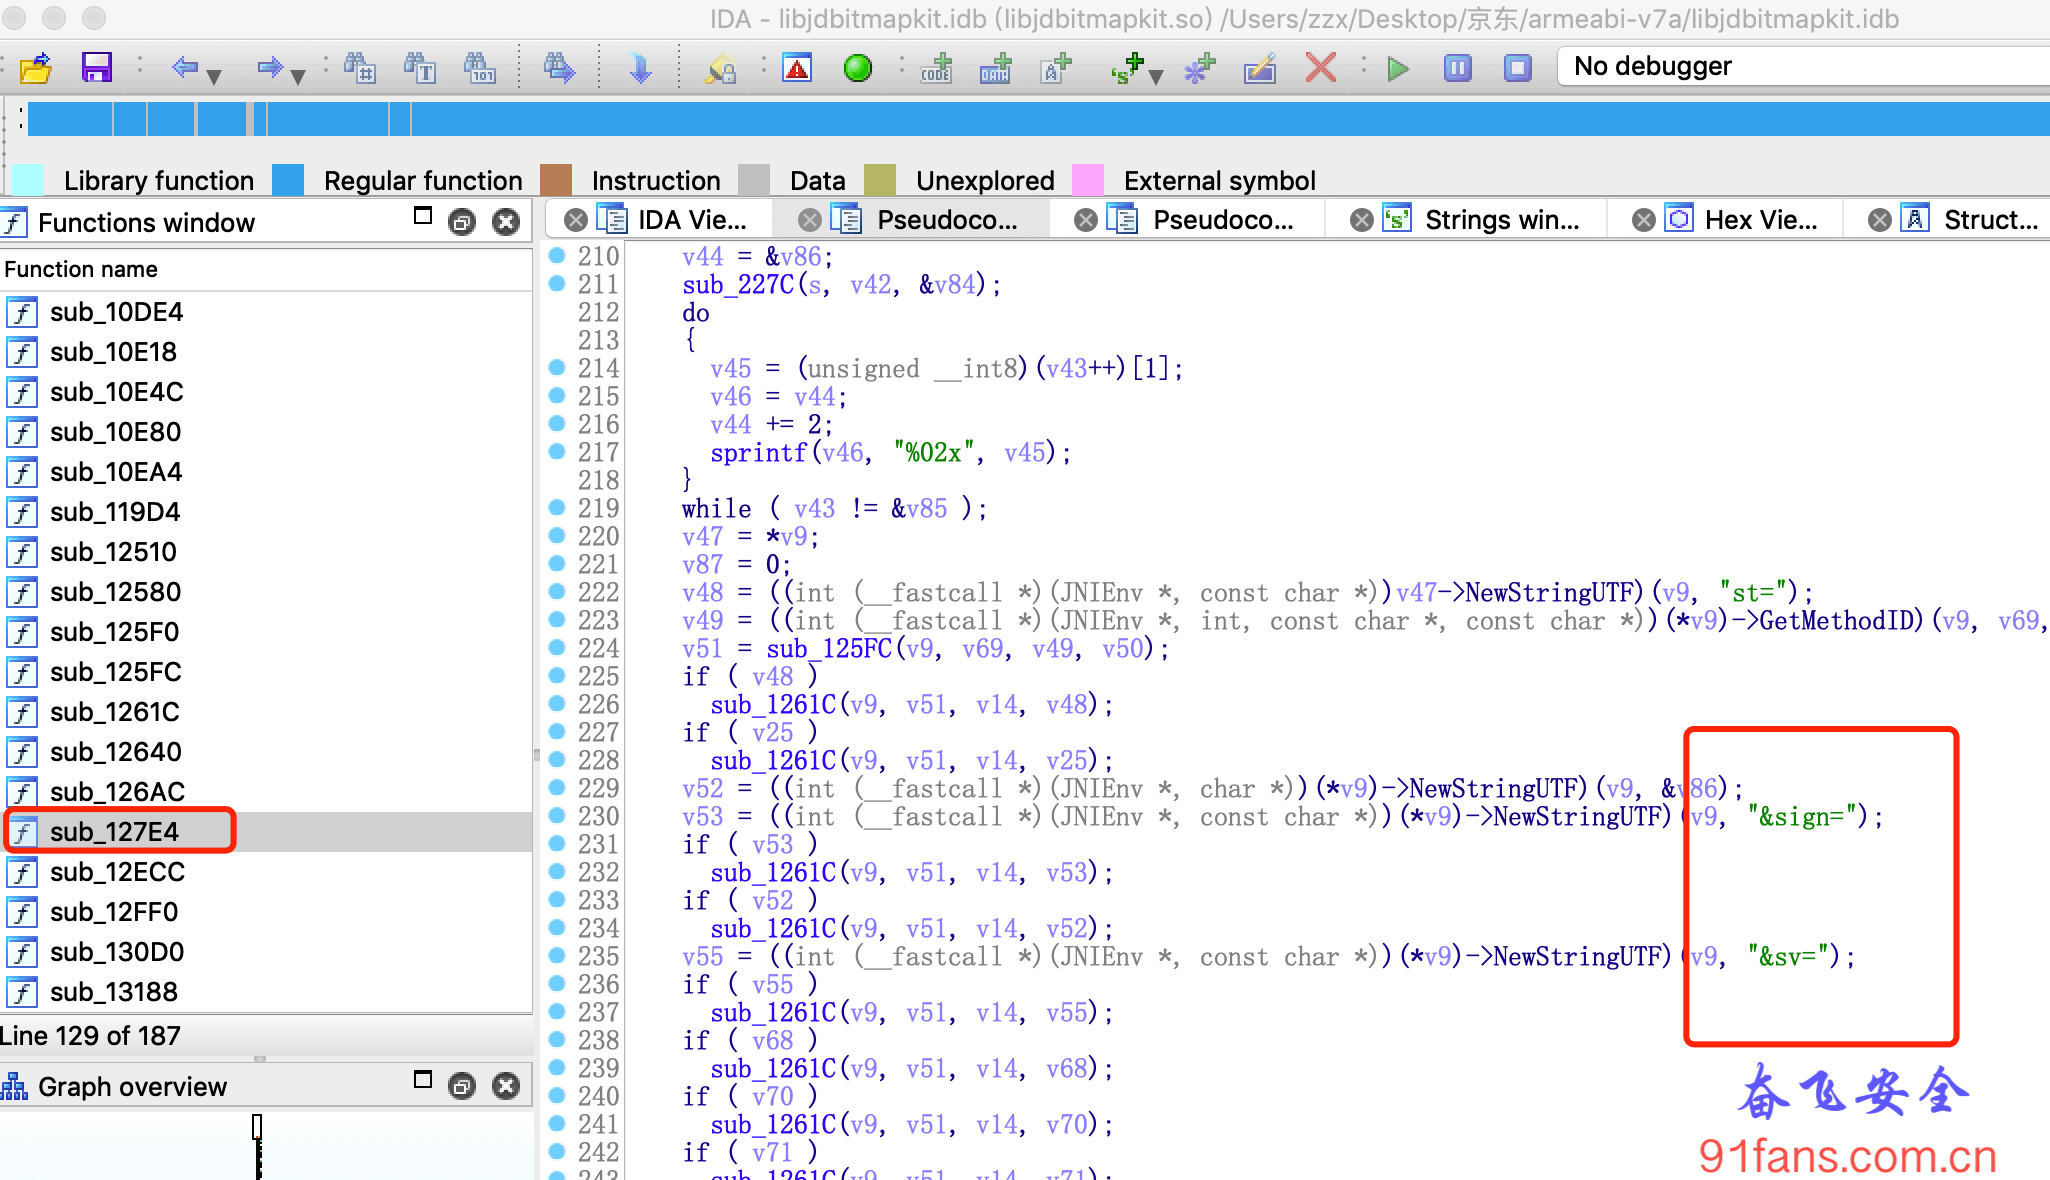 IDA - libjdbitmapkit.idb (libjdbitmapkit.so) /Users/zzx/Desktop/京东/armeabi-v7a/libjdbitmapkit.idb
No debugger
Library function Regular function Instruction Data Unexplored External symbol
Functions window
IDA Vie... Pseudoco... Pseudoco... Strings win... Hex Vie... Struct...
Function name
sub_10DE4
sub_10E18
sub_10E4C
sub_10E80
sub_10EA4
sub_119D4
sub_12510
sub_12580
sub_125F0
sub_125FC
sub_1261C
sub_12640
sub_126AC
sub_127E4
sub_12ECC
sub_12FF0
sub_130D0
sub_13188
Line 129 of 187
Graph overview
210 v44 = &v86;
211 sub_227C(s, v42, &v84);
212 do
213 {
214 v45 = (unsigned __int8)(v43++)[1];
215 v46 = v44;
216 v44 += 2;
217 sprintf(v46, "%02x", v45);
218 }
219 while ( v43 != &v85 );
220 v47 = *v9;
221 v87 = 0;
222 v48 = ((int (__fastcall *)(JNIEnv *, const char *))v47->NewStringUTF)(v9, "st=");
223 v49 = ((int (__fastcall *)(JNIEnv *, int, const char *, const char *))(*v9)->GetMethodID)(v9, v69,
224 v51 = sub_125FC(v9, v69, v49, v50);
225 if ( v48 )
226 sub_1261C(v9, v51, v14, v48);
227 if ( v25 )
228 sub_1261C(v9, v51, v14, v25);
229 v52 = ((int (__fastcall *)(JNIEnv *, char *))(*v9)->NewStringUTF)(v9, &v86);
230 v53 = ((int (__fastcall *)(JNIEnv *, const char *))(*v9)->NewStringUTF)(v9, "&sign=");
231 if ( v53 )
232 sub_1261C(v9, v51, v14, v53);
233 if ( v52 )
234 sub_1261C(v9, v51, v14, v52);
235 v55 = ((int (__fastcall *)(JNIEnv *, const char *))(*v9)->NewStringUTF)(v9, "&sv=");
236 if ( v55 )
237 sub_1261C(v9, v51, v14, v55);
238 if ( v68 )
239 sub_1261C(v9, v51, v14, v68);
240 if ( v70 )
241 sub_1261C(v9, v51, v14, v70);
242 if ( v71 )
243 sub_1261C(v9, v51, v14, v71);
奋飞安全
91fans.com.cn